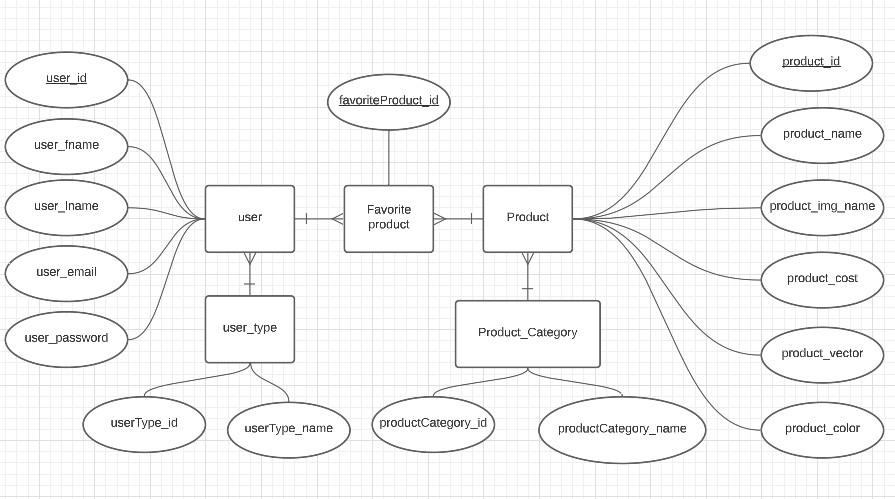 product_id
user_id
favoriteProduct_id
product_name
user_fname
user_lname
product_img_name
user
Favorite
product
Product
user_email
product_cost
user_type
Product_Category
user_password
product_vector
userType_id
userType_name
productCategory_id
productCategory_name
product_color